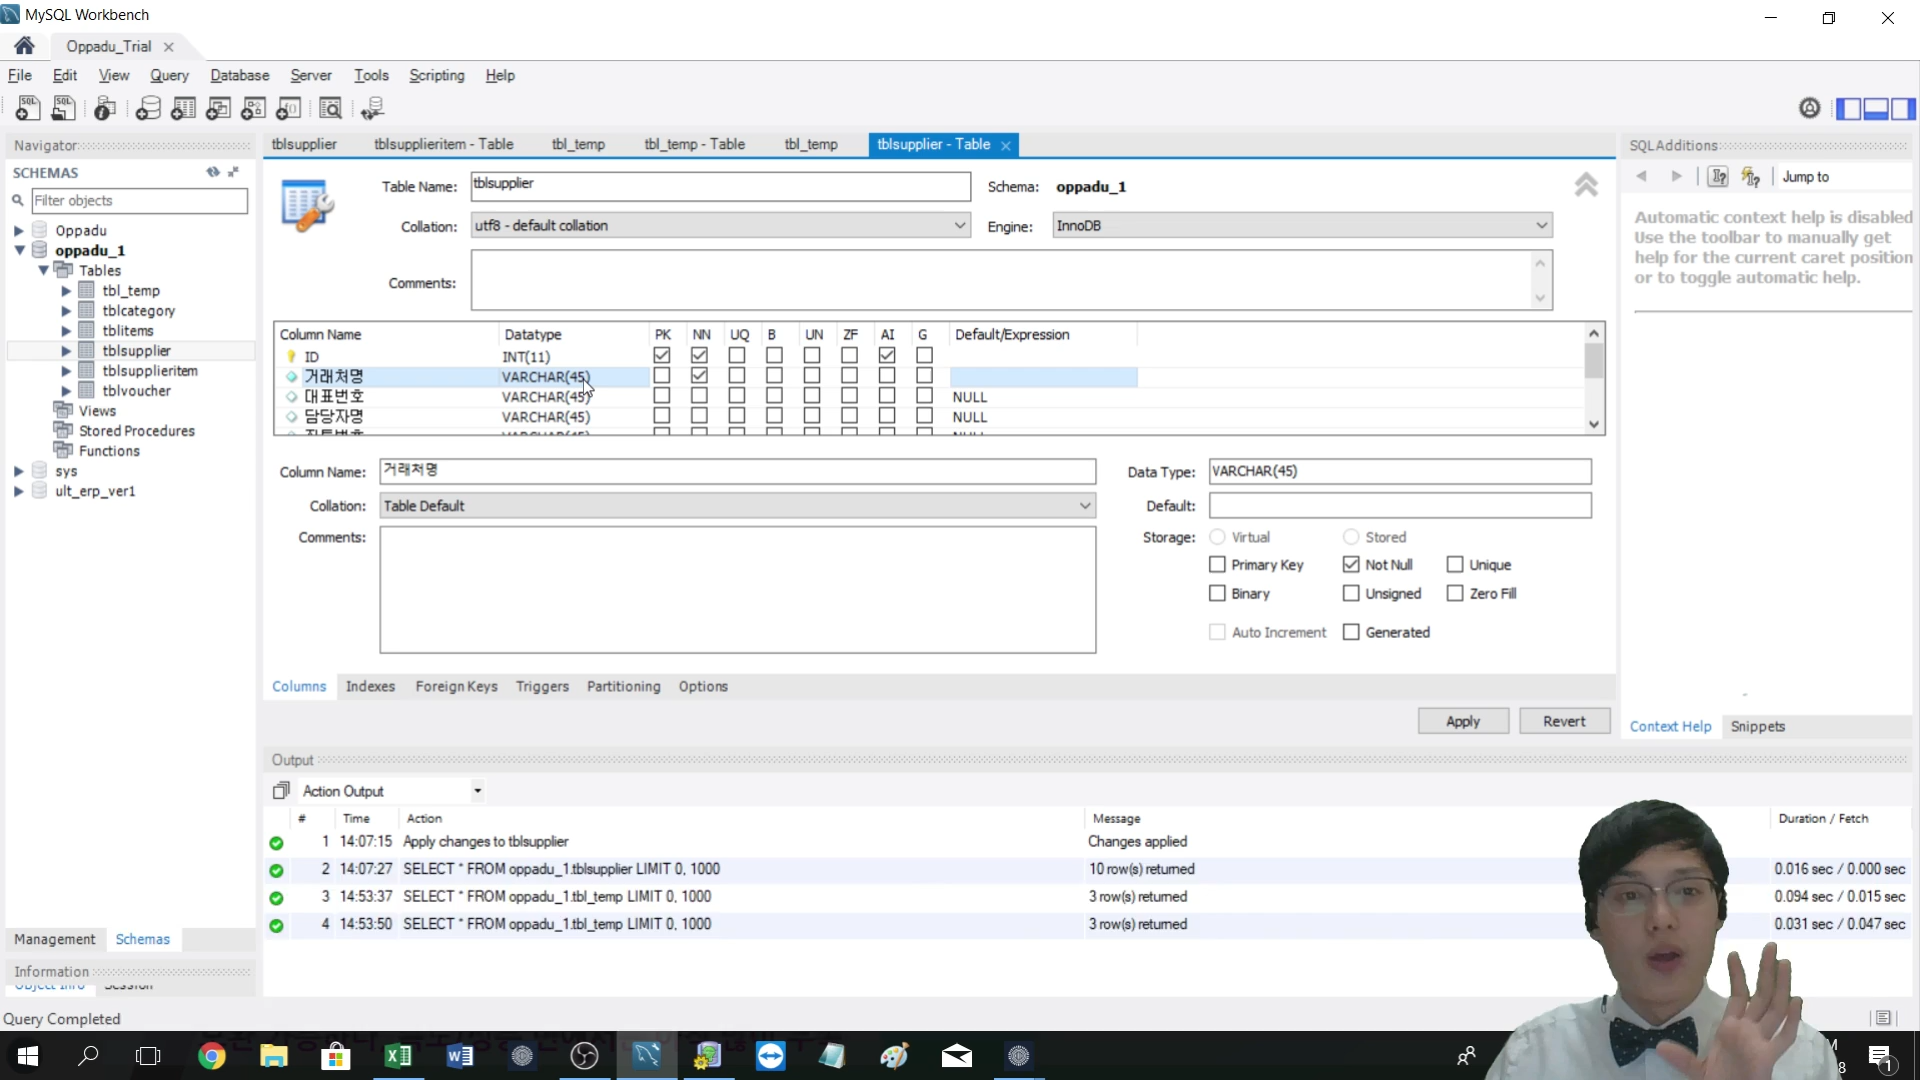 MySQL Workbench
Oppadu_Trial
File Edit View Query Database Server Tools Scripting Help
Navigator
SCHEMAS
Filter objects
Oppadu
oppadu_1
Tables
tbl_temp
tblcategory
tblitems
tblsupplier
tblsupplieritem
tblvoucher
Views
Stored Procedures
Functions
sys
ult_erp_ver1
Management Schemas
Information
Object Info Session
Query Completed
tblsupplier tblsupplieritem - Table tbl_temp tbl_temp - Table tbl_temp tblsupplier - Table
Table Name: tblsupplier Schema: oppadu_1
Collation: utf8 - default collation Engine: InnoDB
Comments:
Column Name Datatype PK NN UQ B UN ZF AI G Default/Expression
ID INT(11)
거래처명 VARCHAR(45)
대표번호 VARCHAR(45) NULL
담당자명 VARCHAR(45) NULL
VARCHAR(45) NULL
Column Name: 거래처명 Data Type: VARCHAR(45)
Collation: Table Default Default:
Comments: Storage: Virtual Stored
Primary Key Not Null Unique
Binary Unsigned Zero Fill
Auto Increment Generated
Columns Indexes Foreign Keys Triggers Partitioning Options
Apply Revert
Output
Action Output
# Time Action Message Duration / Fetch
1 14:07:15 Apply changes to tblsupplier Changes applied
2 14:07:27 SELECT * FROM oppadu_1.tblsupplier LIMIT 0, 1000 10 row(s) returned 0.016 sec / 0.000 sec
3 14:53:37 SELECT * FROM oppadu_1.tbl_temp LIMIT 0, 1000 3 row(s) returned 0.094 sec / 0.015 sec
4 14:53:50 SELECT * FROM oppadu_1.tbl_temp LIMIT 0, 1000 3 row(s) returned 0.031 sec / 0.047 sec
SQLAdditions
Jump to
Automatic context help is disabled
Use the toolbar to manually get
help for the current caret position
or to toggle automatic help.
Context Help Snippets